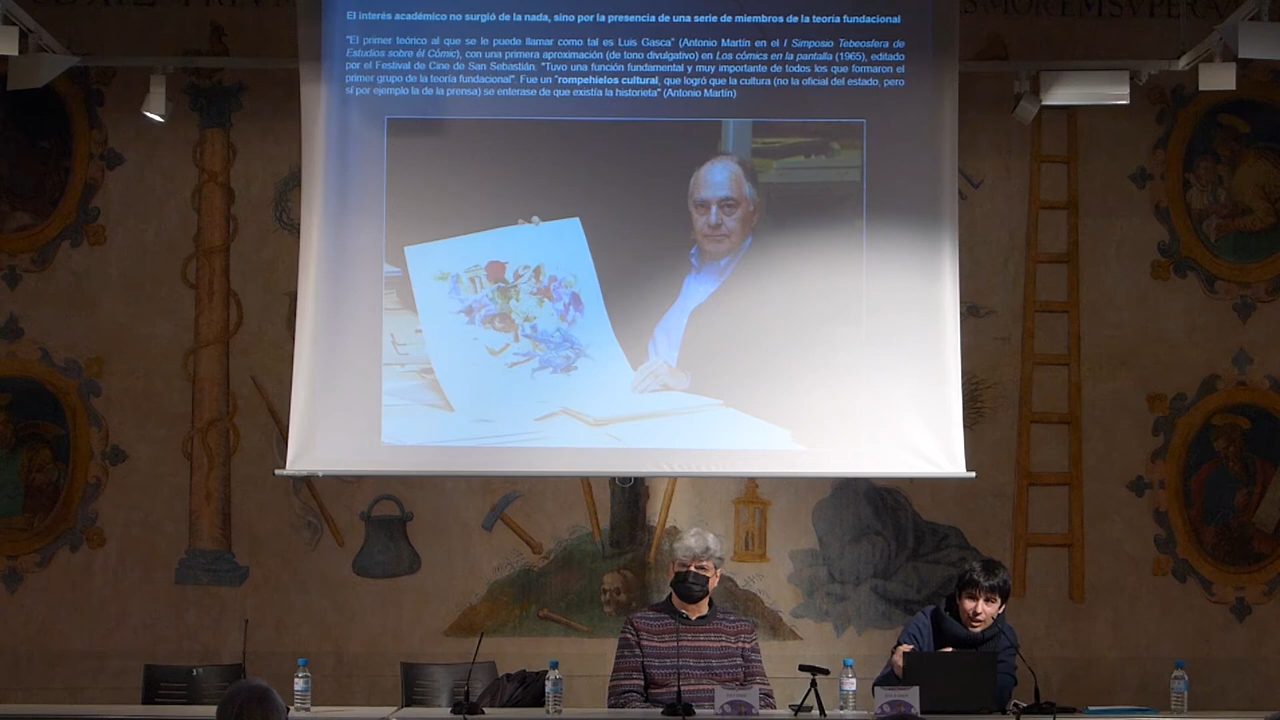 El interés académico no surgió de la nada, sino por la presencia de una serie de miembros de la teoría fundacional
"El primer teórico al que se le puede llamar como tal es Luis Gasca" (Antonio Martín en el I Simposio Tebeosfera de
Estudios sobre el Cómic), con una primera aproximación (de tono divulgativo) en Los cómics en la pantalla (1965), editado
por el Festival de Cine de San Sebastián. "Tuvo una función fundamental y muy importante de todos los que formaron el
primer grupo de la teoría fundacional". Fue un "rompehielos cultural, que logró que la cultura (no la oficial del estado, pero
sí por ejemplo la de la prensa) se enterase de que existía la historieta" (Antonio Martín)